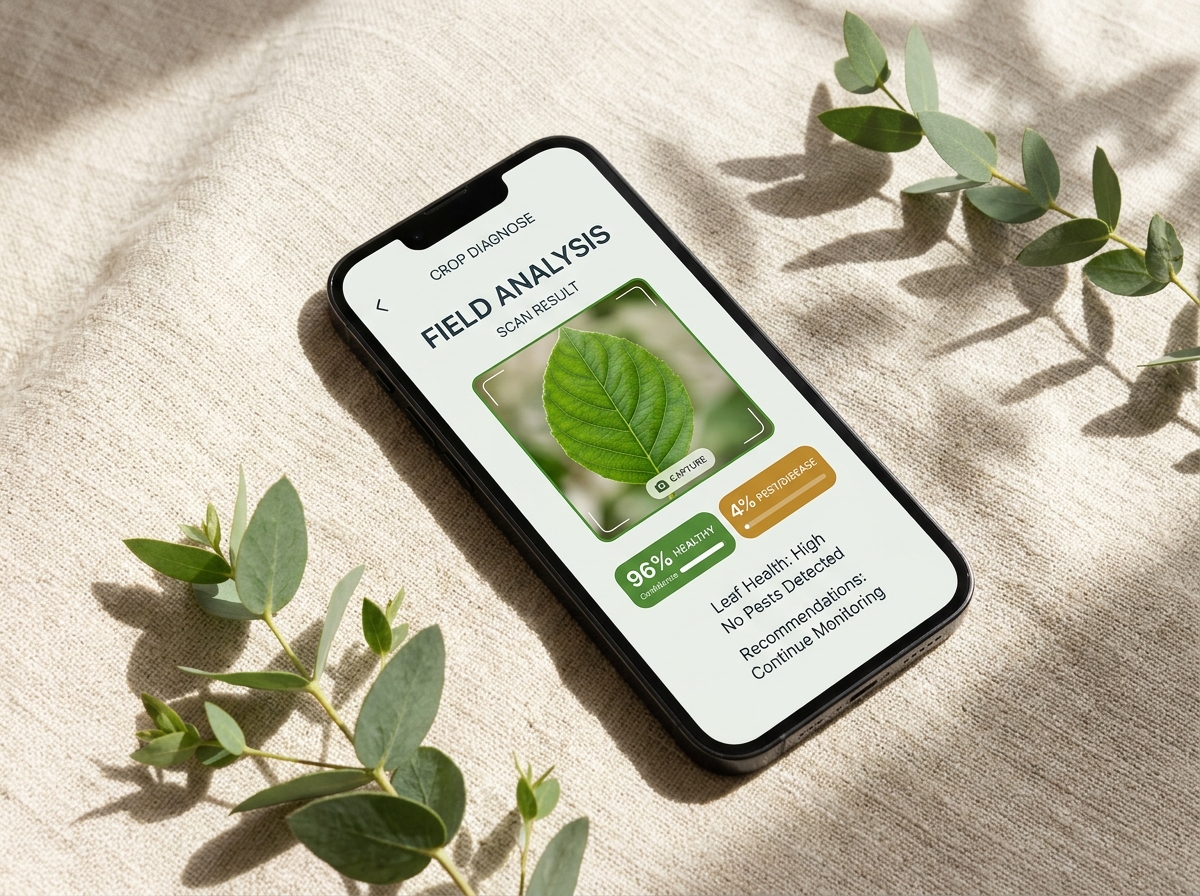 CROP DIAGNOSE
FIELD ANALYSIS
SCAN RESULT
CAPTURE
96% HEALTHY
Confidence
4% PEST/DISEASE
Leaf Health: High
No Pests Detected
Recommendations:
Continue Monitoring